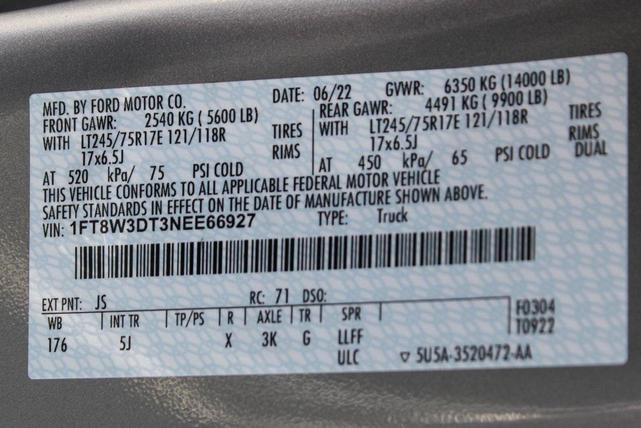 MFD. BY FORD MOTOR CO. DATE: 06/22 GVWR: 6350 KG (14000 LB)
FRONT GAWR: 2540 KG ( 5600 LB) REAR GAWR: 4491 KG ( 9900 LB)
WITH LT245/75R17E 121/118R TIRES WITH LT245/75R17E 121/118R TIRES
17x6.5J RIMS 17x6.5J RIMS
AT 520 kPa/ 75 PSI COLD AT 450 kPa/ 65 PSI COLD DUAL
THIS VEHICLE CONFORMS TO ALL APPLICABLE FEDERAL MOTOR VEHICLE
SAFETY STANDARDS IN EFFECT ON THE DATE OF MANUFACTURE SHOWN ABOVE.
VIN: 1FT8W3DT3NEE66927 TYPE: Truck
EXT PNT: JS RC: 71 DSO:
WB INT TR TP/PS R AXLE TR SPR F0304
176 5J X 3K G LLFF T0922
ULC 5U5A-3520472-AA